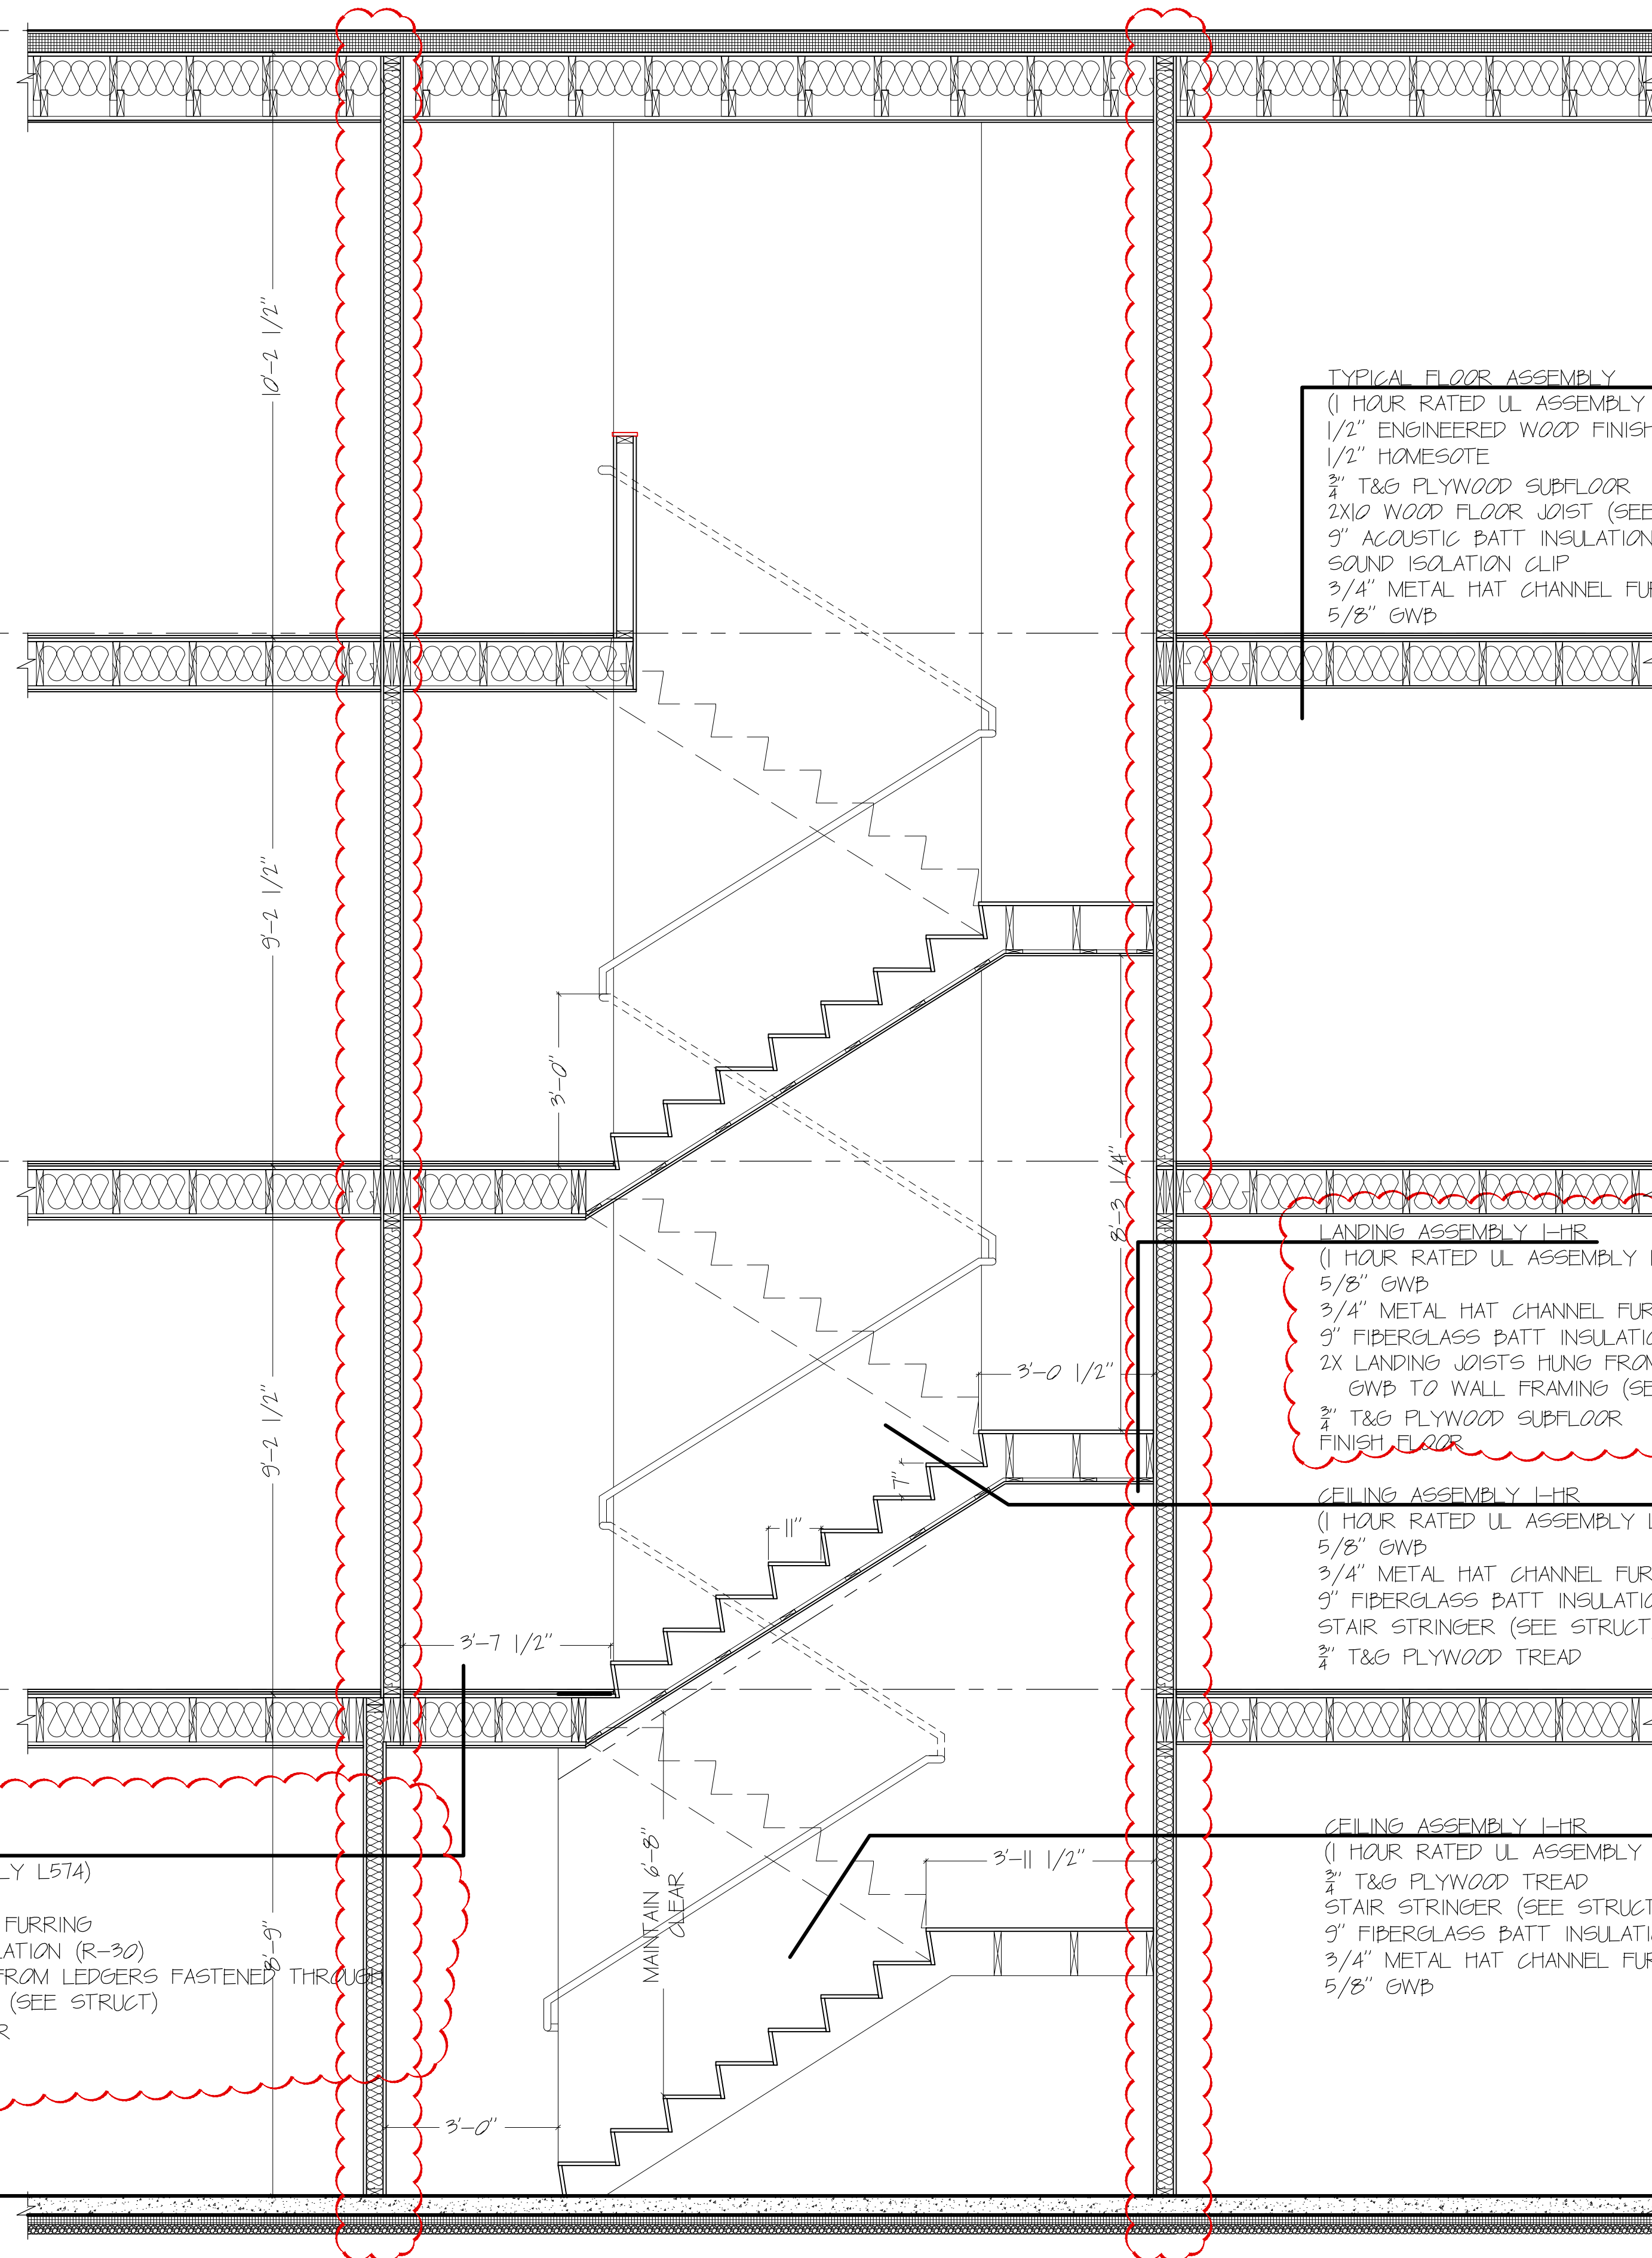 10'-2 1/2"
9'-2 1/2"
9'-2 1/2"
8'-9"
3'-0"
8'-3 1/4"
3'-0 1/2"
7"
11"
3'-7 1/2"
3'-11 1/2"
MAINTAIN 6'-8"
CLEAR
3'-0"
TYPICAL FLOOR ASSEMBLY
(1 HOUR RATED UL ASSEMBLY
1/2" ENGINEERED WOOD FINISH
1/2" HOMESOTE
3/4" T&G PLYWOOD SUBFLOOR
2X10 WOOD FLOOR JOIST (SEE
9" ACOUSTIC BATT INSULATION
SOUND ISOLATION CLIP
3/4" METAL HAT CHANNEL FUR
5/8" GWB
LANDING ASSEMBLY 1-HR
(1 HOUR RATED UL ASSEMBLY
5/8" GWB
3/4" METAL HAT CHANNEL FUR
9" FIBERGLASS BATT INSULATIO
2X LANDING JOISTS HUNG FROM
GWB TO WALL FRAMING (SE
3/4" T&G PLYWOOD SUBFLOOR
FINISH FLOOR
CEILING ASSEMBLY 1-HR
(1 HOUR RATED UL ASSEMBLY L
5/8" GWB
3/4" METAL HAT CHANNEL FUR
9" FIBERGLASS BATT INSULATIO
STAIR STRINGER (SEE STRUCT
3/4" T&G PLYWOOD TREAD
CEILING ASSEMBLY 1-HR
(1 HOUR RATED UL ASSEMBLY
3/4" T&G PLYWOOD TREAD
STAIR STRINGER (SEE STRUCT
9" FIBERGLASS BATT INSULATI
3/4" METAL HAT CHANNEL FUR
5/8" GWB
LY L574)
FURRING
LATION (R-30)
FROM LEDGERS FASTENED THROUGH
(SEE STRUCT)
R